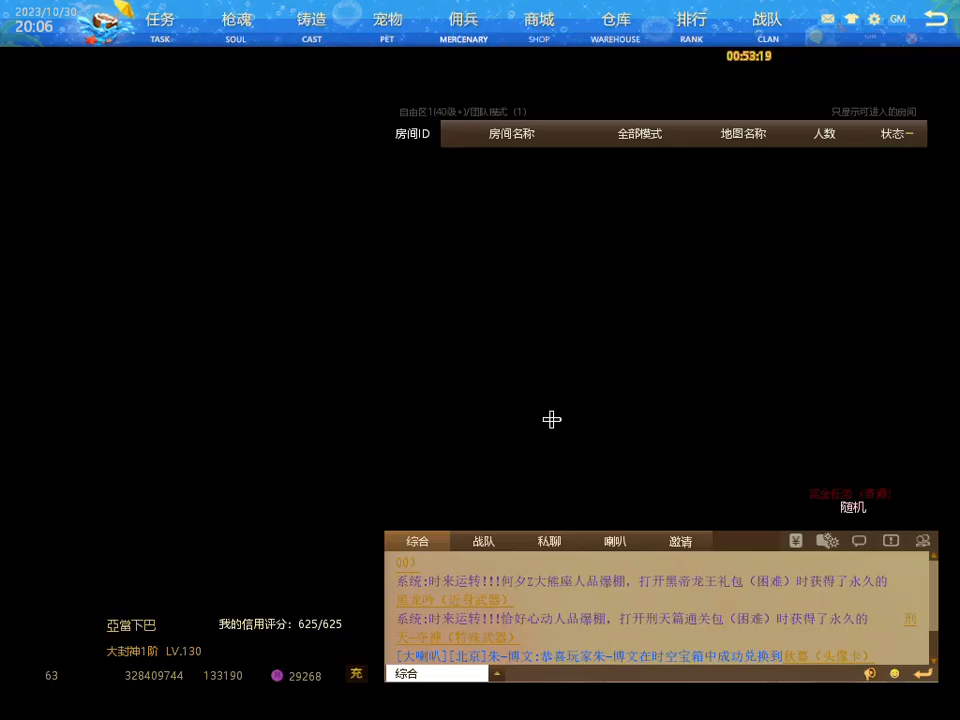 2023/10/30
20:06
任务 枪魂 铸造 宠物 佣兵 商城 仓库 排行 战队
TASK SOUL CAST PET MERCENARY SHOP WAREHOUSE RANK CLAN
GM
00:53:19
自由区1(40级+)/团队模式（1） 只显示可进入的房间
房间ID 房间名称 全部模式 地图名称 人数 状态
赏金任务（普通）
随机
综合 战队 私聊 喇叭 邀请
00)
系统:时来运转!!!何夕Z大熊座人品爆棚，打开黑帝龙王礼包（困难）时获得了永久的
黑龙吟（近身武器）
系统:时来运转!!!恰好心动人品爆棚，打开刑天篇通关包（困难）时获得了永久的 刑
天-夺神（特殊武器）
[大喇叭][北京]朱-博文:恭喜玩家朱-博文在时空宝箱中成功兑换到秋暮（头像卡）
综合
亞當下巴 我的信用评分：625/625
大封神1阶 LV.130
63 328409744 133190 29268 充